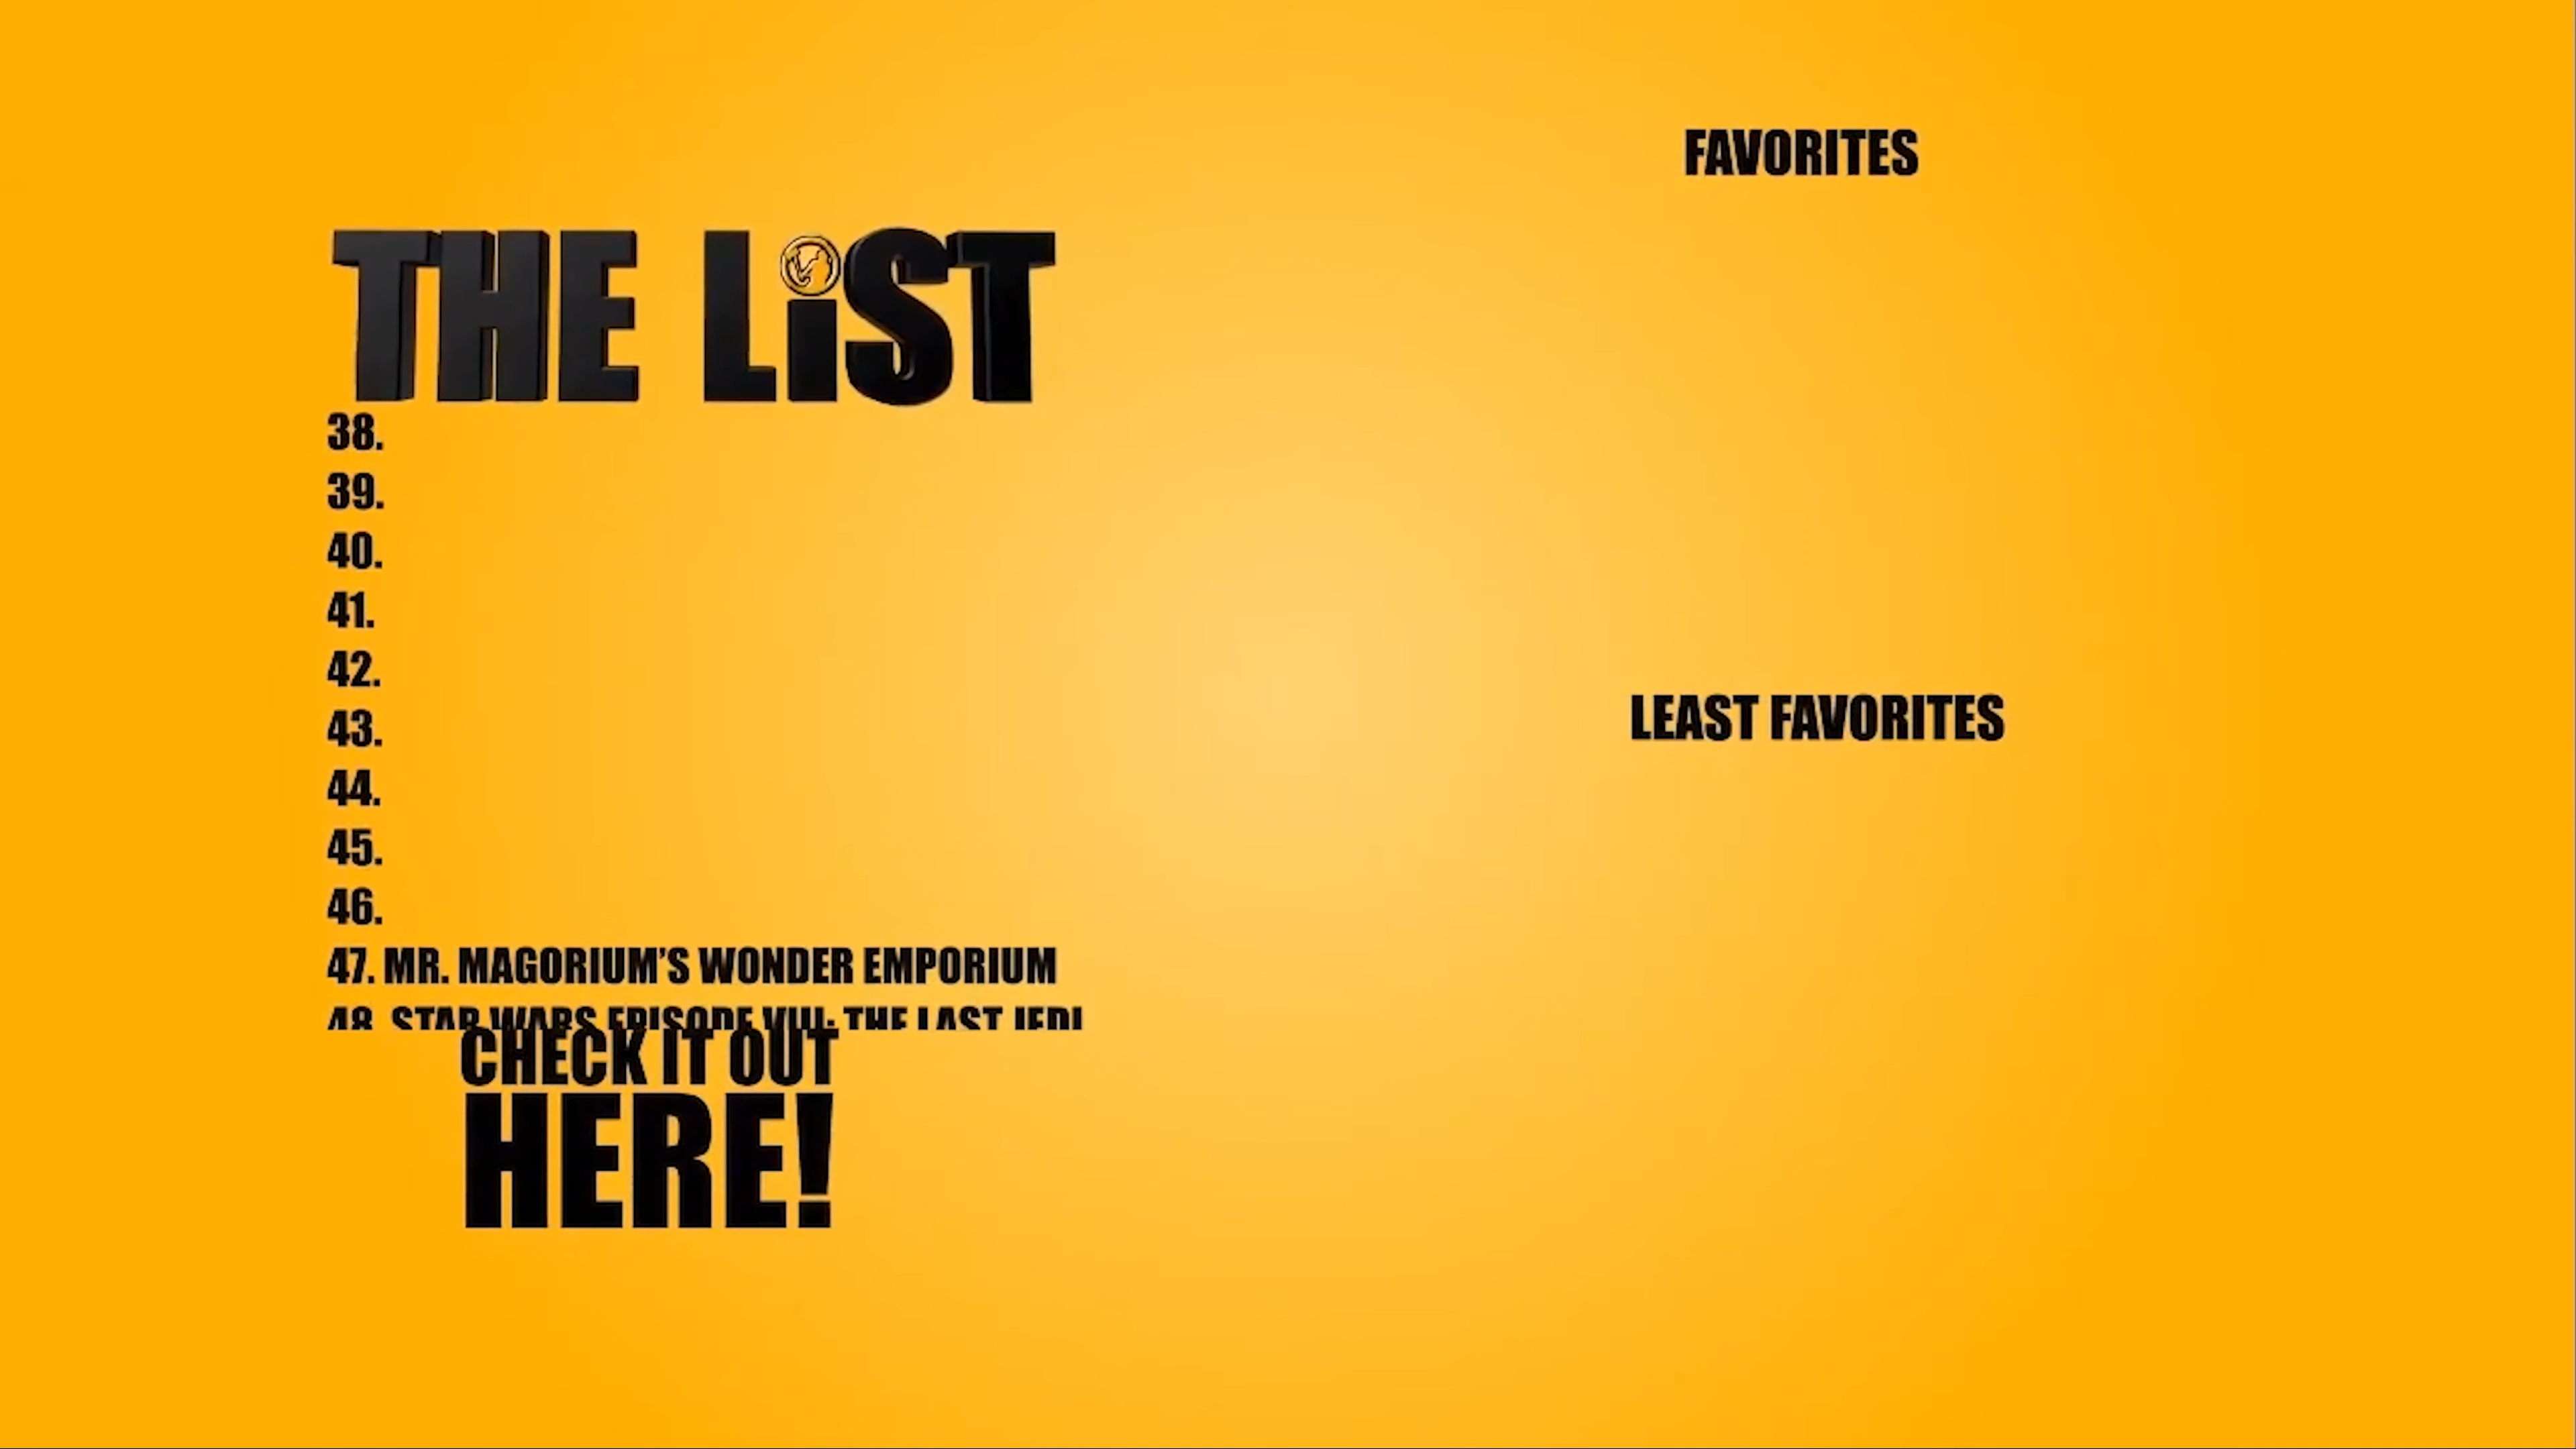 THE LiST
38.
39.
40.
41.
42.
43.
44.
45.
46.
47. MR. MAGORIUM'S WONDER EMPORIUM
48. STAR WARS EPISODE VIII: THE LAST JEDI
CHECK IT OUT
HERE!
FAVORITES
LEAST FAVORITES